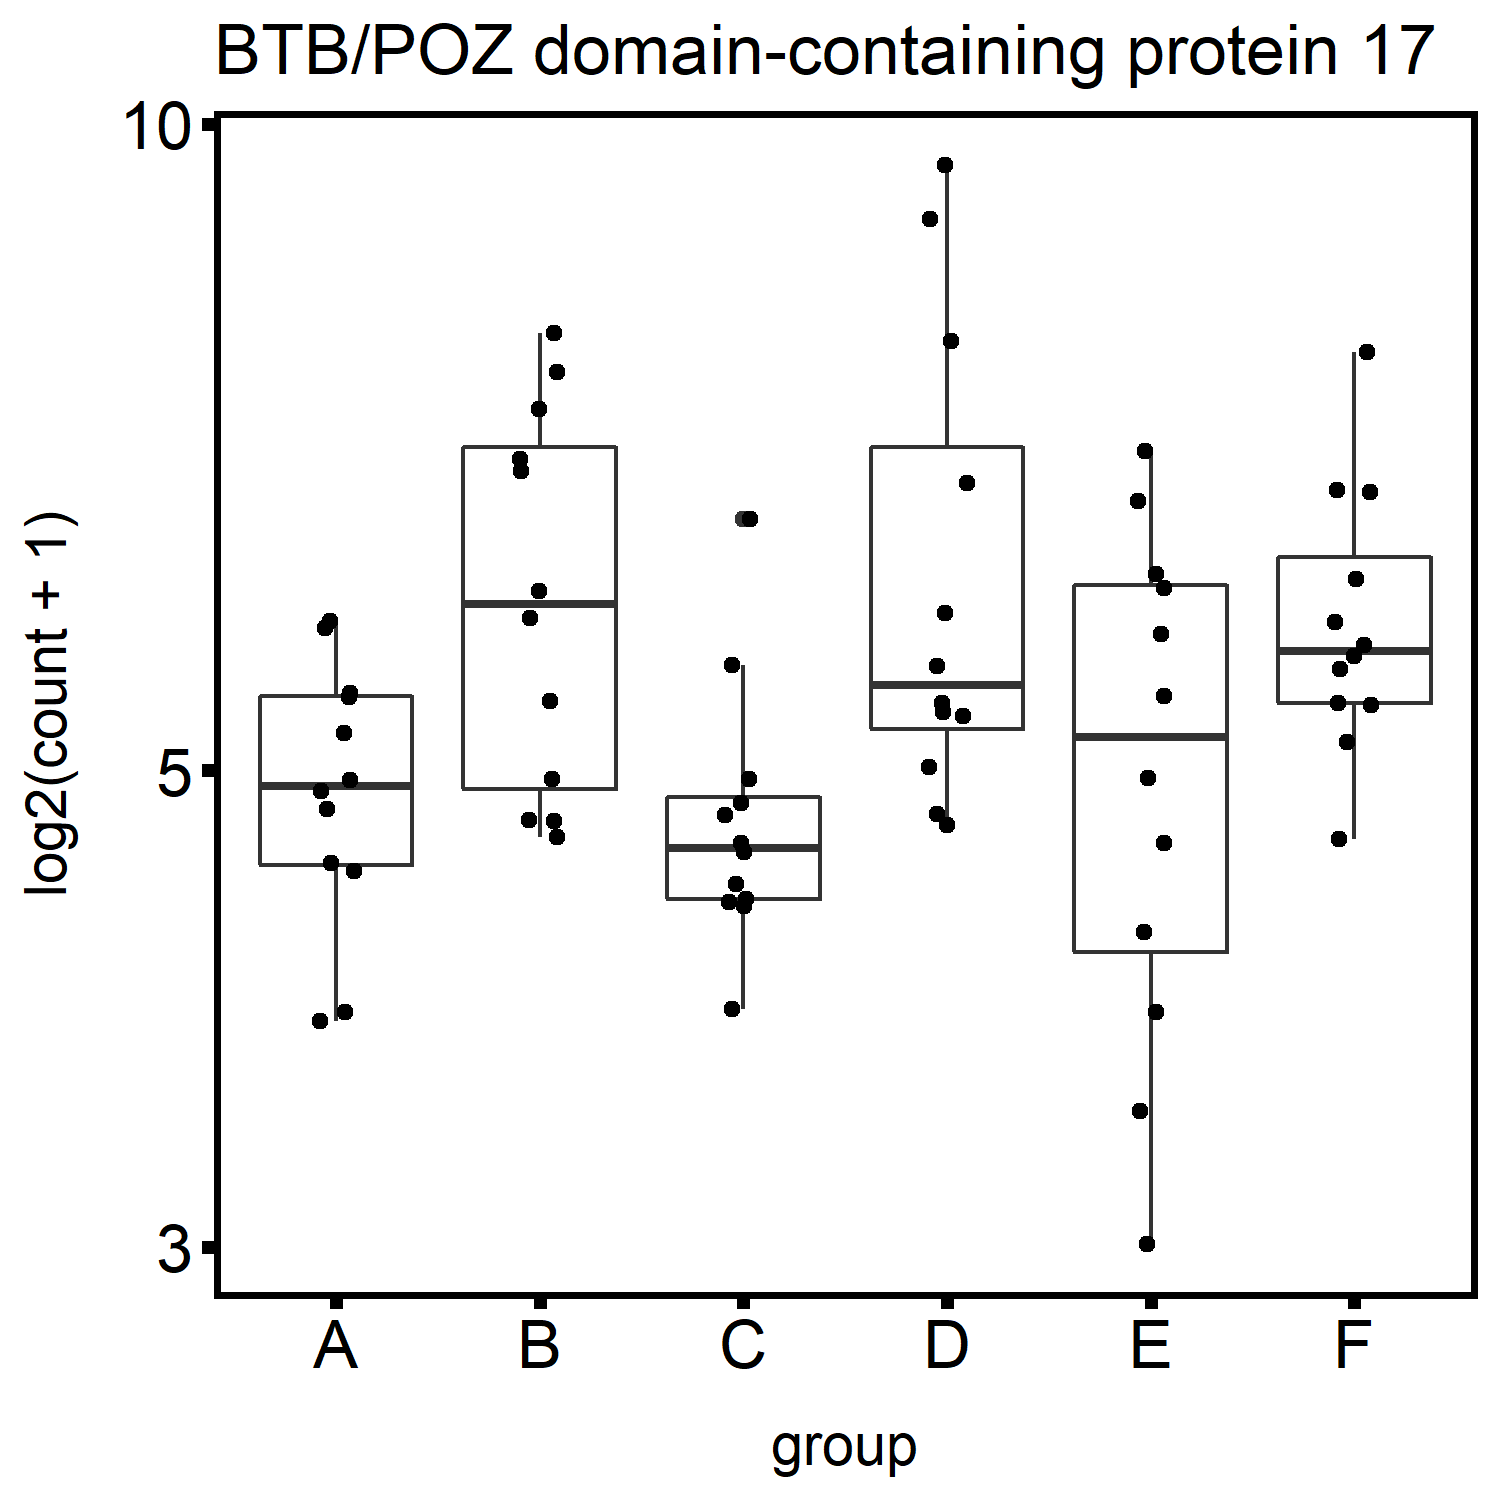 BTB/POZ domain-containing protein 17
10
5
3
log2(count + 1)
A B C D E F
group